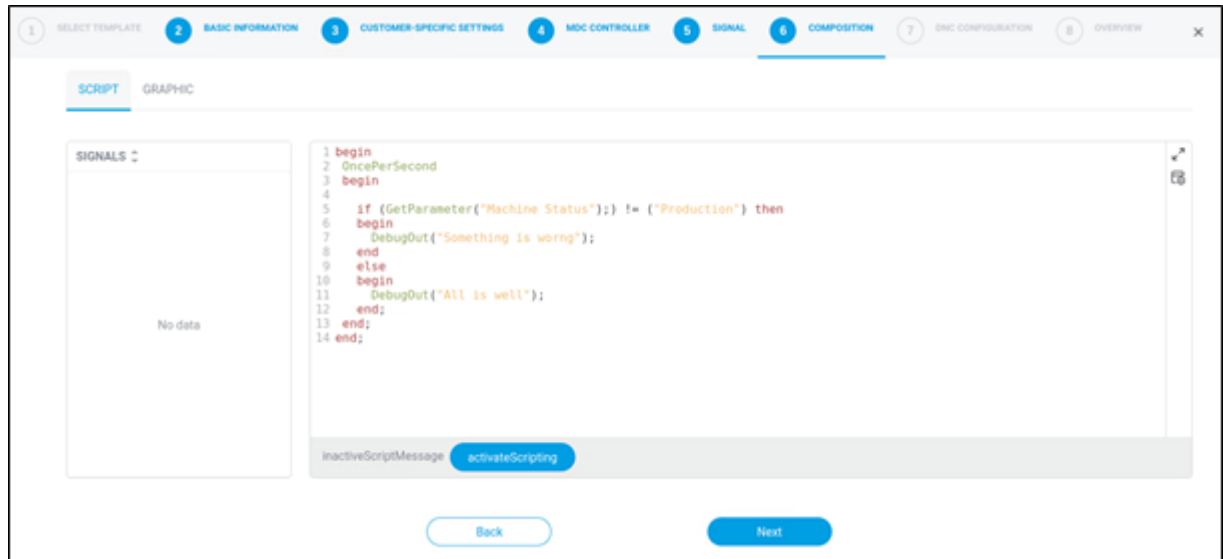 1 SELECT TEMPLATE 2 BASIC INFORMATION 3 CUSTOMER-SPECIFIC SETTINGS 4 MDC CONTROLLER 5 SIGNAL 6 COMPOSITION 7 DNC CONFIGURATION 8 OVERVIEW ×
SCRIPT GRAPHIC
SIGNALS
No data
1 begin
2 OncePerSecond
3 begin
4
5 if (GetParameter("Machine Status");) != ("Production") then
6 begin
7 DebugOut("Something is worng");
8 end
9 else
10 begin
11 DebugOut("All is well");
12 end;
13 end;
14 end;
inactiveScriptMessage activateScripting
Back Next